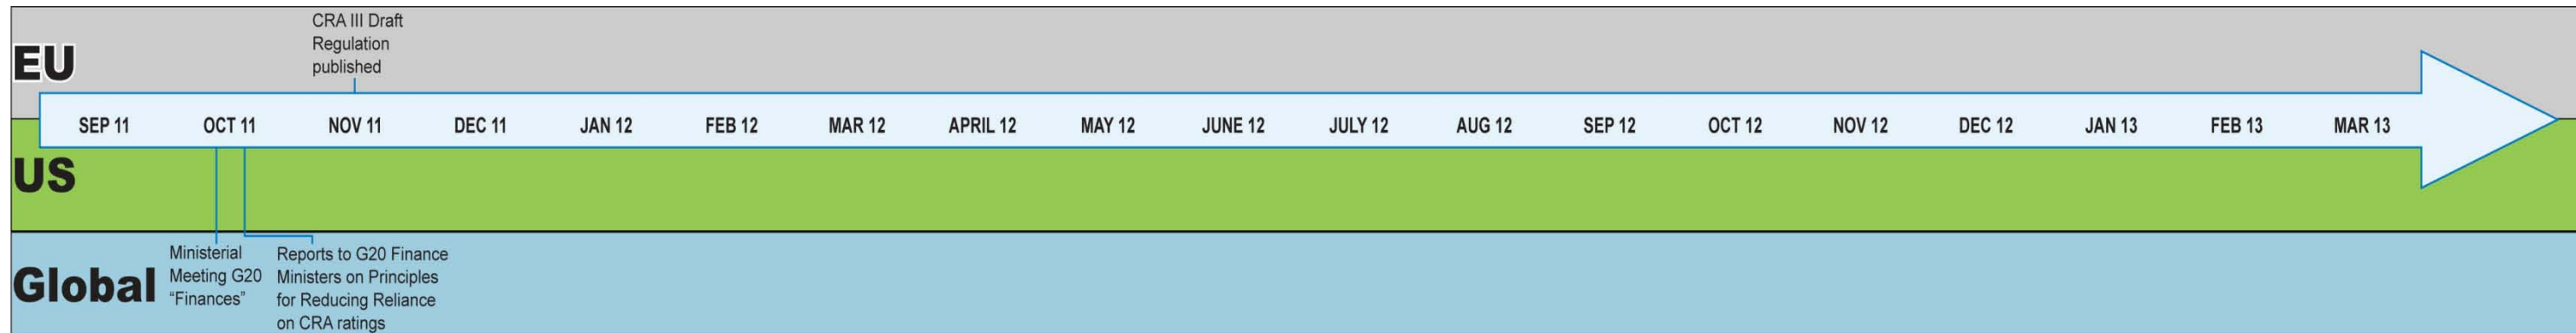 CRA III Draft
Regulation
published
EU
SEP 11 OCT 11 NOV 11 DEC 11 JAN 12 FEB 12 MAR 12 APRIL 12 MAY 12 JUNE 12 JULY 12 AUG 12 SEP 12 OCT 12 NOV 12 DEC 12 JAN 13 FEB 13 MAR 13
US
Global
Ministerial
Meeting G20
“Finances”
Reports to G20 Finance
Ministers on Principles
for Reducing Reliance
on CRA ratings